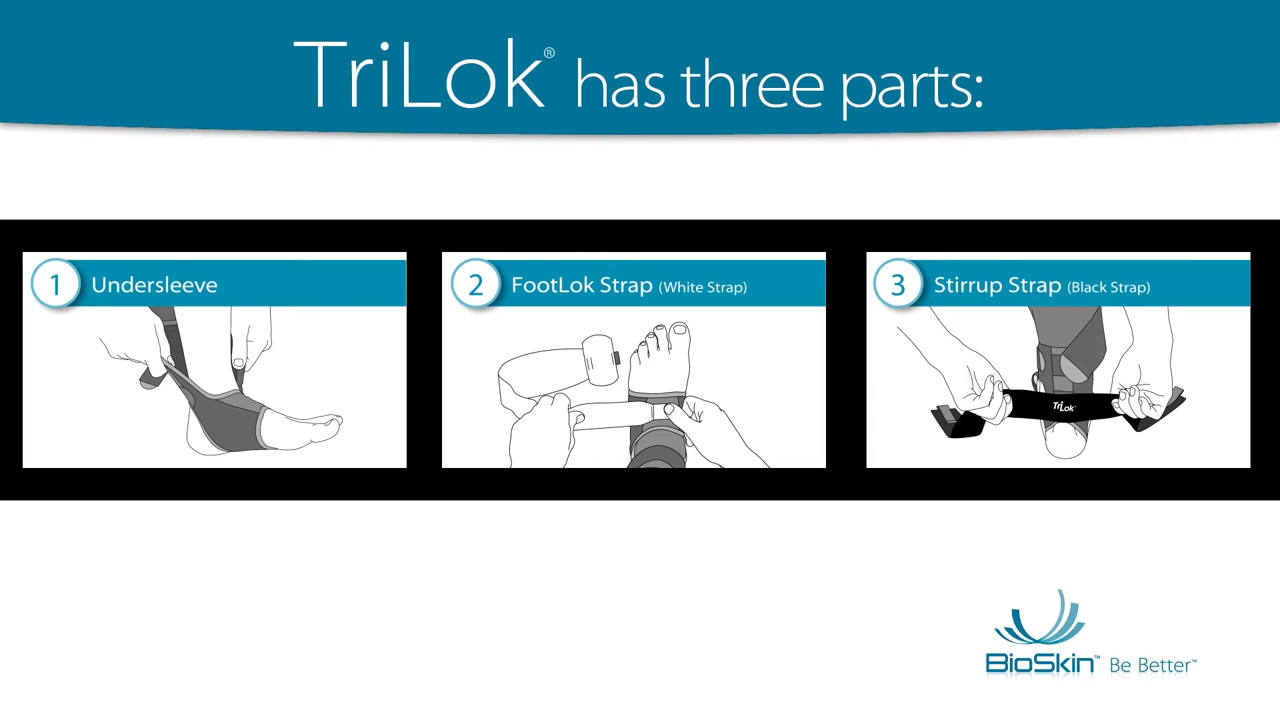 TriLok® has three parts:
1 Undersleeve
2 FootLok Strap (White Strap)
3 Stirrup Strap (Black Strap)
TriLok
BioSkin™ Be Better™